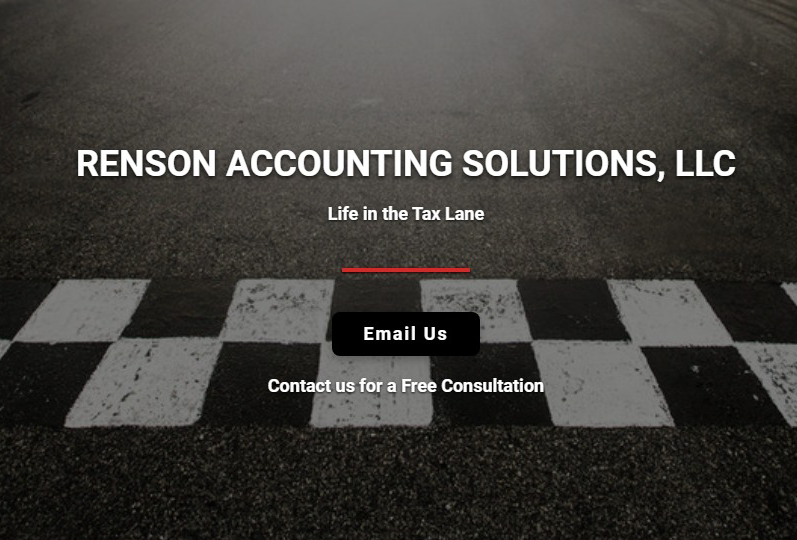 RENSON ACCOUNTING SOLUTIONS, LLC
Life in the Tax Lane
Email Us
Contact us for a Free Consultation